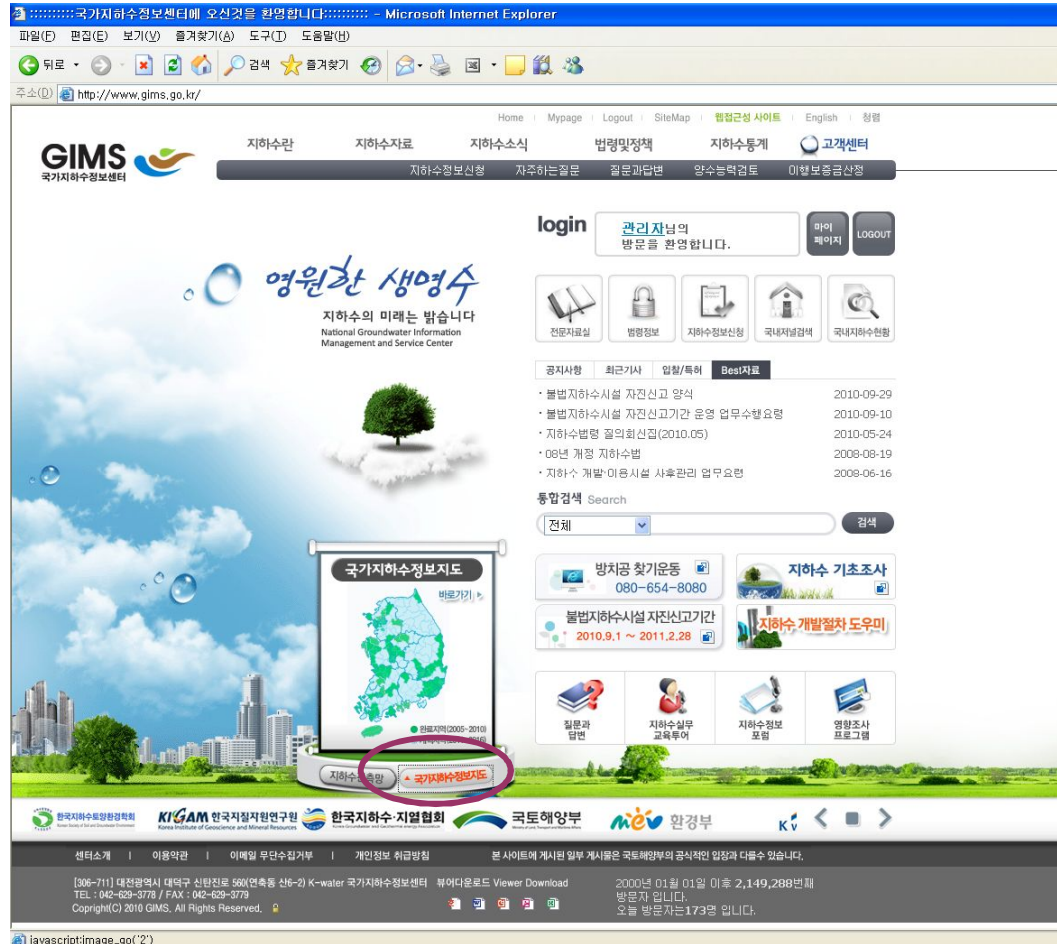 :::::::::국가지하수정보센터에 오신것을 환영합니다::::::::: - Microsoft Internet Explorer
파일(F) 편집(E) 보기(V) 즐겨찾기(A) 도구(T) 도움말(H)
뒤로 검색 즐겨찾기
주소(D) http://www.gims.go.kr/
Home Mypage Logout SiteMap 웹접근성 사이트 English 청렴
GIMS
국가지하수정보센터
지하수란 지하수자료 지하수소식 법령및정책 지하수통계 고객센터
지하수정보신청 자주하는질문 질문과답변 양수능력검토 이행보증금산정
login
관리자님의
방문을 환영합니다.
마이
페이지
LOGOUT
영원한 생명수
지하수의 미래는 밝습니다
National Groundwater Information
Management and Service Center
전문자료실 법령정보 지하수정보신청 국내저널검색 국내지하수현황
공지사항 최근기사 입찰/특허 Best자료
· 불법지하수시설 자진신고 양식 2010-09-29
· 불법지하수시설 자진신고기간 운영 업무수행요령 2010-09-10
· 지하수법령 질의회신집(2010.05) 2010-05-24
· 08년 개정 지하수법 2008-08-19
· 지하수 개발·이용시설 사후관리 업무요령 2008-06-16
통합검색 Search
전체 검색
국가지하수정보지도
바로가기
완료지역(2005~2010)
방치공 찾기운동
080-654-8080
지하수 기초조사
불법지하수시설 자진신고기간
2010.9.1 ~ 2011.2.28
지하수 개발절차 도우미
질문과
답변
지하수실무
교육투어
지하수정보
포럼
영향조사
프로그램
국가지하수정보지도
한국지하수토양환경학회
KIGAM 한국지질자원연구원
Korea Institute of Geoscience and Mineral Resources
한국지하수·지열협회
국토해양부
Ministry of Land, Transport and Maritime Affairs
mev 환경부
센터소개 | 이용약관 | 이메일 무단수집거부 | 개인정보 취급방침 본 사이트에 게시된 일부 게시물은 국토해양부의 공식적인 입장과 다를수 있습니다.
[306-711] 대전광역시 대덕구 신탄진로 560(연축동 산6-2) K-water 국가지하수정보센터
TEL : 042-629-3778 / FAX : 042-629-3779
Copright(C) 2010 GIMS, All Rights Reserved.
뷰어다운로드 Viewer Download
2000년 01월 01일 이후 2,149,288번째
방문자 입니다.
오늘 방문자는173명 입니다.
javascript:image_go('2')